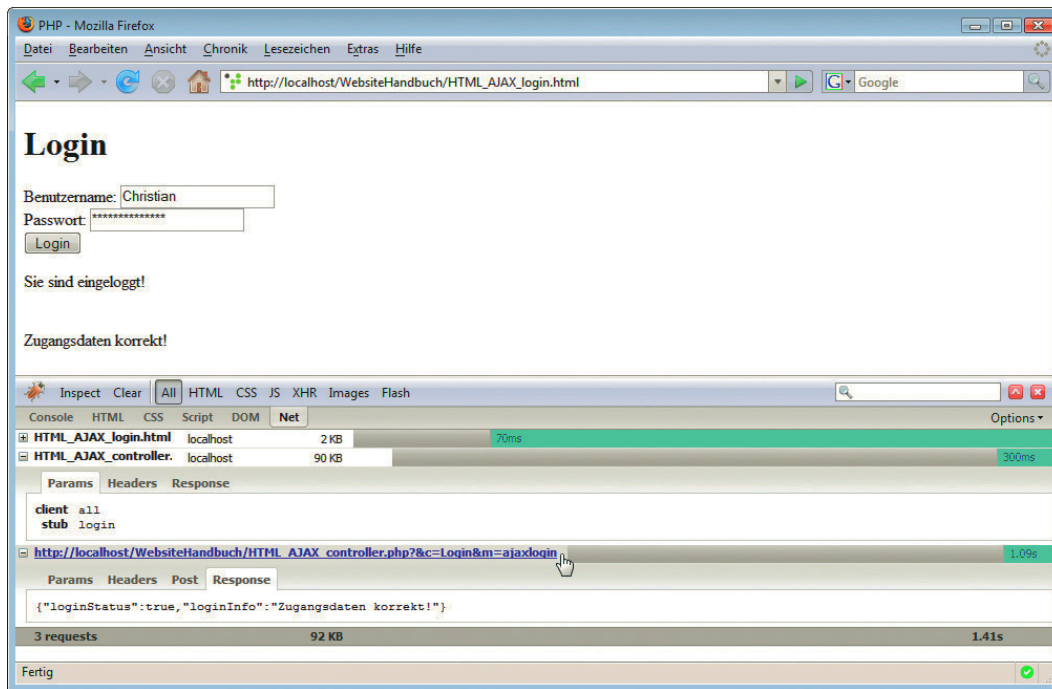 PHP - Mozilla Firefox
Datei Bearbeiten Ansicht Chronik Lesezeichen Extras Hilfe
http://localhost/WebsiteHandbuch/HTML_AJAX_login.html G Google
Login
Benutzername: Christian
Passwort: **************
Login
Sie sind eingeloggt!
Zugangsdaten korrekt!
Inspect Clear All HTML CSS JS XHR Images Flash
Console HTML CSS Script DOM Net Options
HTML_AJAX_login.html localhost 2 KB 70ms
HTML_AJAX_controller. localhost 90 KB 300ms
Params Headers Response
client all
stub login
http://localhost/WebsiteHandbuch/HTML_AJAX_controller.php?&c=Login&m=ajaxlogin 1.09s
Params Headers Post Response
{"loginStatus":true,"loginInfo":"Zugangsdaten korrekt!"}
3 requests 92 KB 1.41s
Fertig